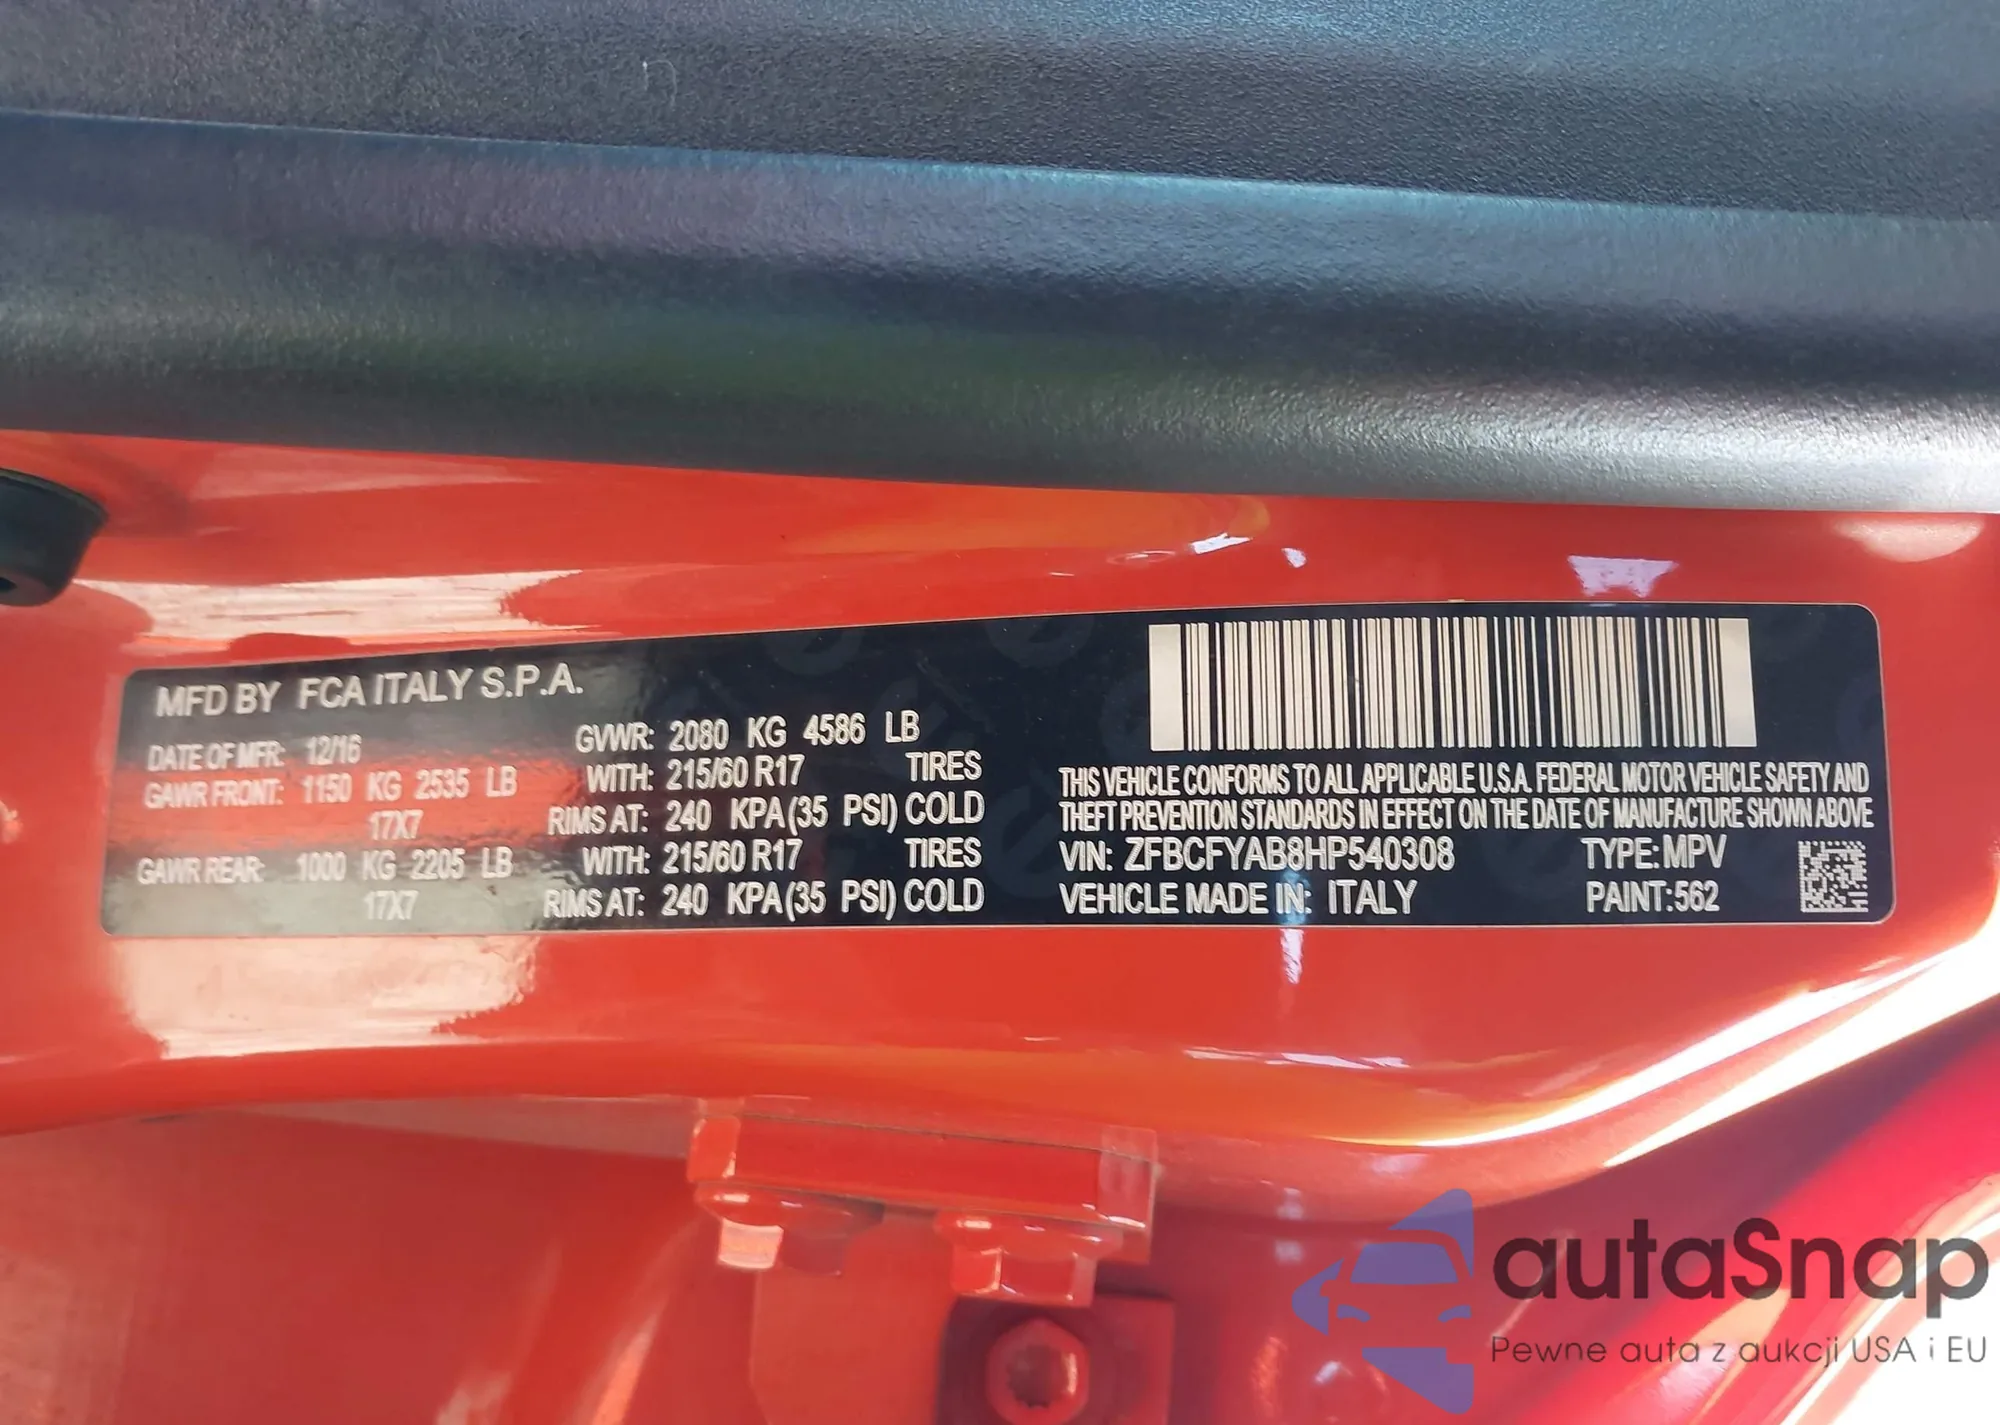 MFD BY FCA ITALY S.P.A.
DATE OF MFR: 12/16 GVWR: 2080 KG 4586 LB
GAWR FRONT: 1150 KG 2535 LB WITH: 215/60 R17 TIRES
17X7 RIMS AT: 240 KPA (35 PSI) COLD
GAWR REAR: 1000 KG 2205 LB WITH: 215/60 R17 TIRES
17X7 RIMS AT: 240 KPA (35 PSI) COLD
THIS VEHICLE CONFORMS TO ALL APPLICABLE U.S.A. FEDERAL MOTOR VEHICLE SAFETY AND
THEFT PREVENTION STANDARDS IN EFFECT ON THE DATE OF MANUFACTURE SHOWN ABOVE
VIN: ZFBCFYAB8HP540308 TYPE: MPV
VEHICLE MADE IN: ITALY PAINT: 562
autaSnap
Pewne auta z aukcji USA i EU